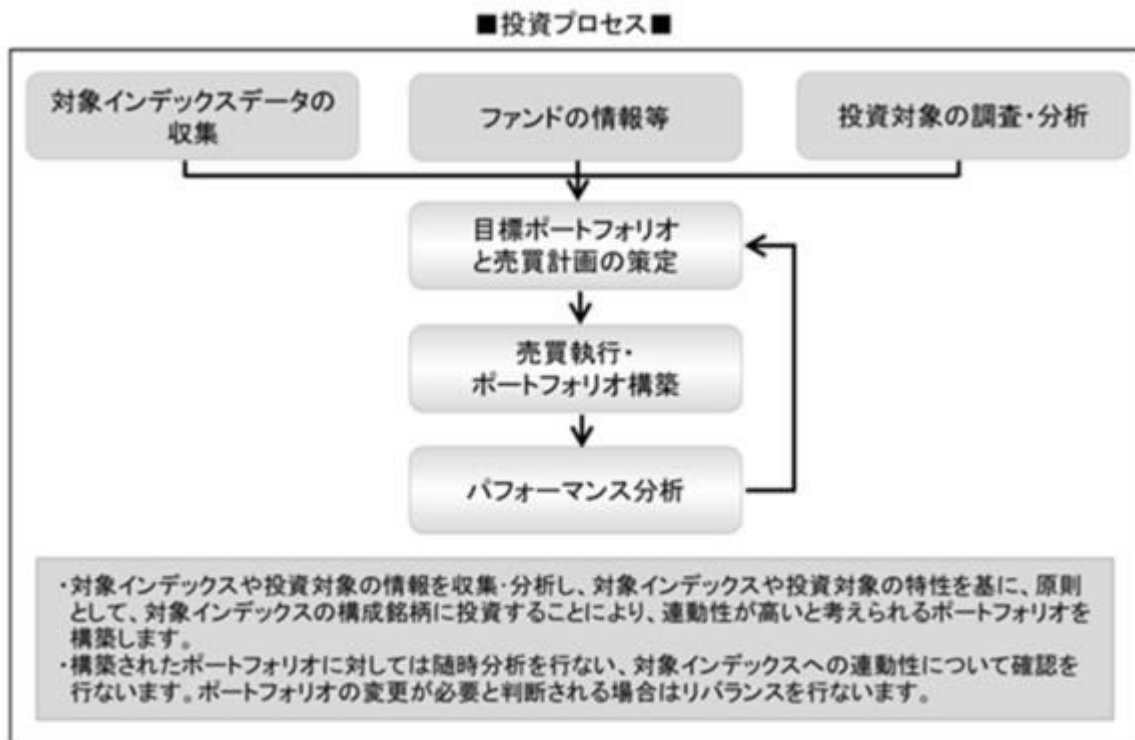 ■投資プロセス■
対象インデックスデータの
収集
ファンドの情報等
投資対象の調査・分析
目標ポートフォリオ
と売買計画の策定
売買執行・
ポートフォリオ構築
パフォーマンス分析
・対象インデックスや投資対象の情報を収集・分析し、対象インデックスや投資対象の特性を基に、原則
として、対象インデックスの構成銘柄に投資することにより、連動性が高いと考えられるポートフォリオを
構築します。
・構築されたポートフォリオに対しては随時分析を行ない、対象インデックスへの連動性について確認を
行ないます。ポートフォリオの変更が必要と判断される場合はリバランスを行ないます。